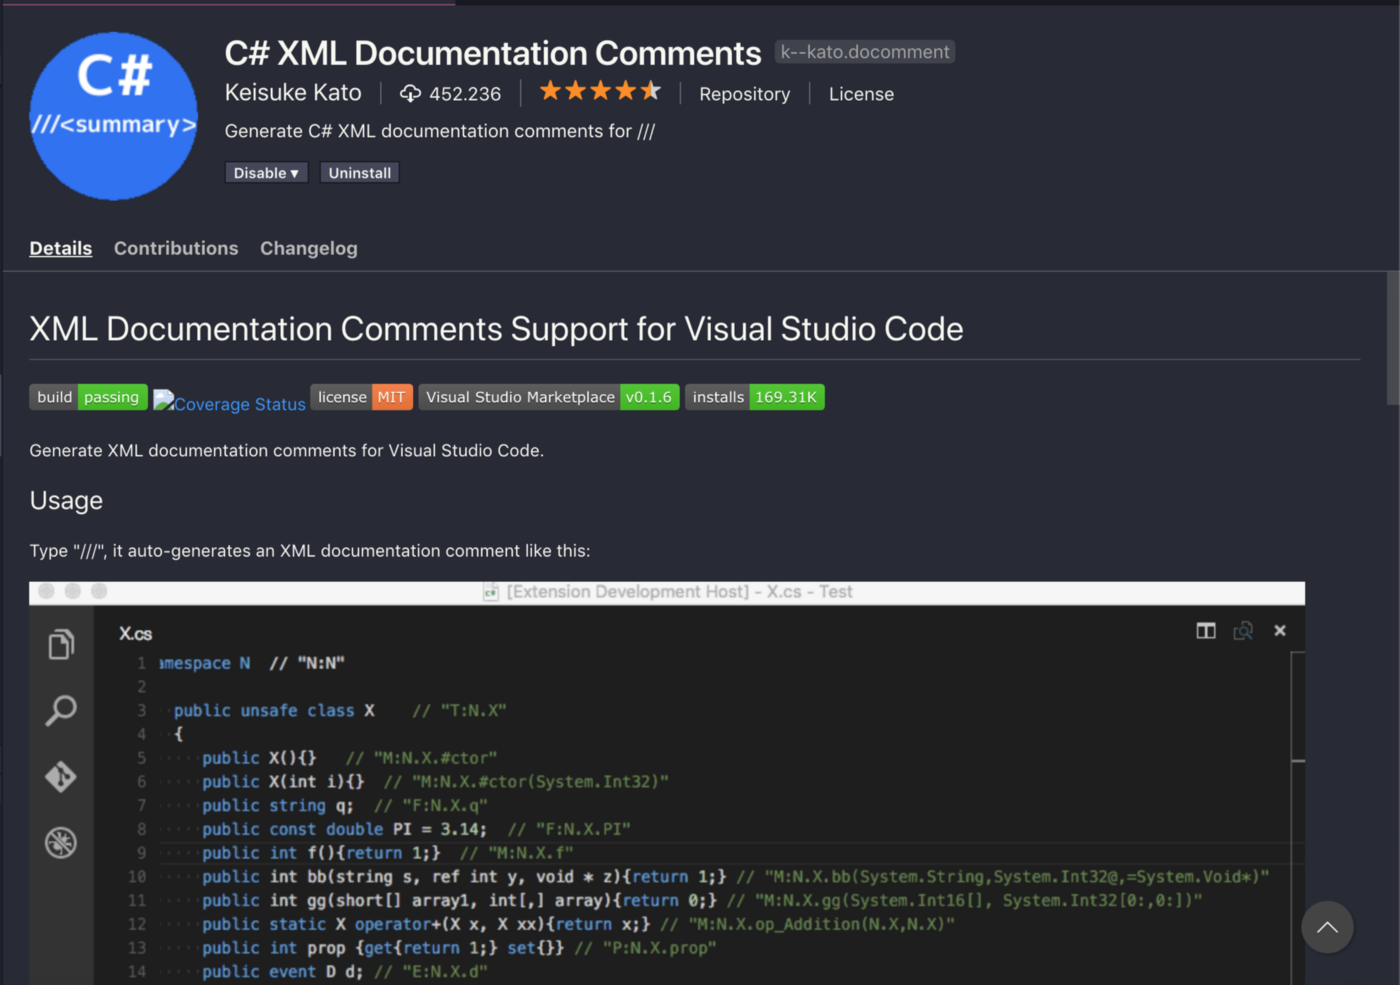 C#
///<summary>
C# XML Documentation Comments k--kato.docomment
Keisuke Kato 452.236 Repository License
Generate C# XML documentation comments for ///
Disable ▾ Uninstall
Details Contributions Changelog
XML Documentation Comments Support for Visual Studio Code
build passing Coverage Status license MIT Visual Studio Marketplace v0.1.6 installs 169.31K
Generate XML documentation comments for Visual Studio Code.
Usage
Type "///", it auto-generates an XML documentation comment like this:
[Extension Development Host] - X.cs - Test
X.cs
1 amespace N // "N:N"
2
3 public unsafe class X // "T:N.X"
4 {
5 public X(){} // "M:N.X.#ctor"
6 public X(int i){} // "M:N.X.#ctor(System.Int32)"
7 public string q; // "F:N.X.q"
8 public const double PI = 3.14; // "F:N.X.PI"
9 public int f(){return 1;} // "M:N.X.f"
10 public int bb(string s, ref int y, void * z){return 1;} // "M:N.X.bb(System.String,System.Int32@,=System.Void*)"
11 public int gg(short[] array1, int[,] array){return 0;} // "M:N.X.gg(System.Int16[], System.Int32[0:,0:])"
12 public static X operator+(X x, X xx){return x;} // "M:N.X.op_Addition(N.X,N.X)"
13 public int prop {get{return 1;} set{}} // "P:N.X.prop"
14 public event D d; // "E:N.X.d"